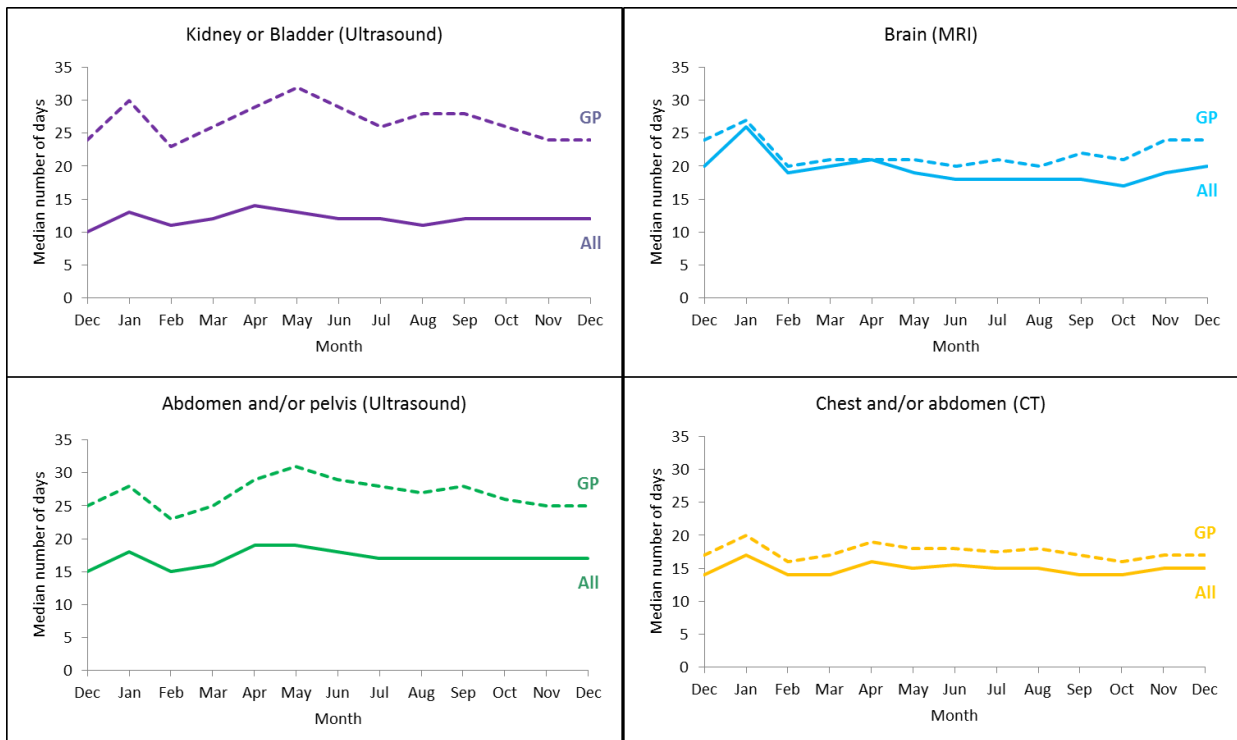 Kidney or Bladder (Ultrasound)
Median number of days
35
30
25
20
15
10
5
0
GP
All
Dec Jan Feb Mar Apr May Jun Jul Aug Sep Oct Nov Dec
Month
Brain (MRI)
Median number of days
35
30
25
20
15
10
5
0
GP
All
Dec Jan Feb Mar Apr May Jun Jul Aug Sep Oct Nov Dec
Month
Abdomen and/or pelvis (Ultrasound)
Median number of days
35
30
25
20
15
10
5
0
GP
All
Dec Jan Feb Mar Apr May Jun Jul Aug Sep Oct Nov Dec
Month
Chest and/or abdomen (CT)
Median number of days
35
30
25
20
15
10
5
0
GP
All
Dec Jan Feb Mar Apr May Jun Jul Aug Sep Oct Nov Dec
Month